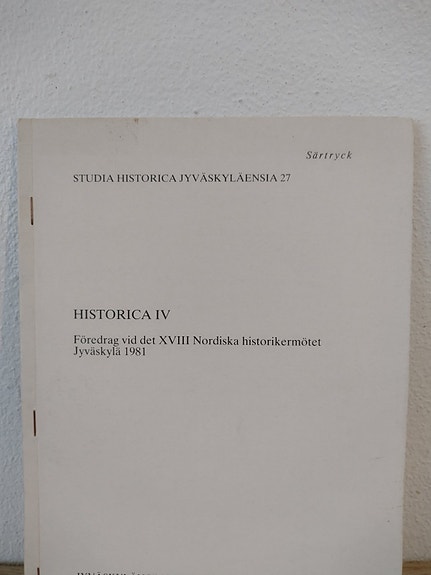 Särtryck
STUDIA HISTORICA JYVÄSKYLÄENSIA 27
HISTORICA IV
Föredrag vid det XVIII Nordiska historikermötet
Jyväskylä 1981